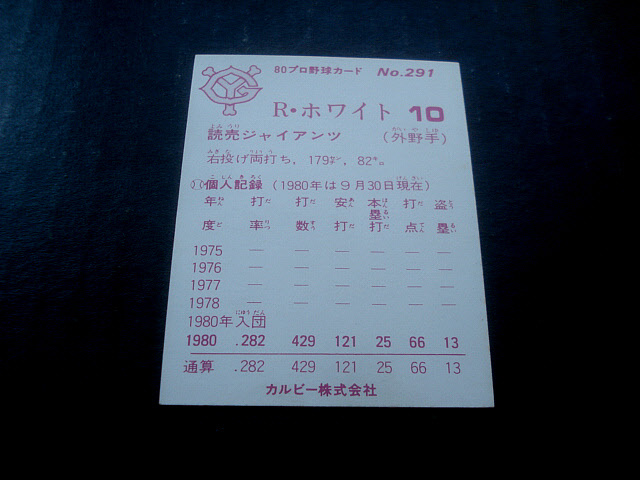 80プロ野球カード No.291
R・ホワイト 10
読売ジャイアンツ (外野手)
右投げ両打ち，179㌢，82㌔
個人記録 (1980年は9月30日現在)
年度 打率 打数 安打 本塁打 打点 盗塁
1975 — — — — — —
1976 — — — — — —
1977 — — — — — —
1978 — — — — — —
1980年入団
1980 .282 429 121 25 66 13
通算 .282 429 121 25 66 13
カルビー株式会社